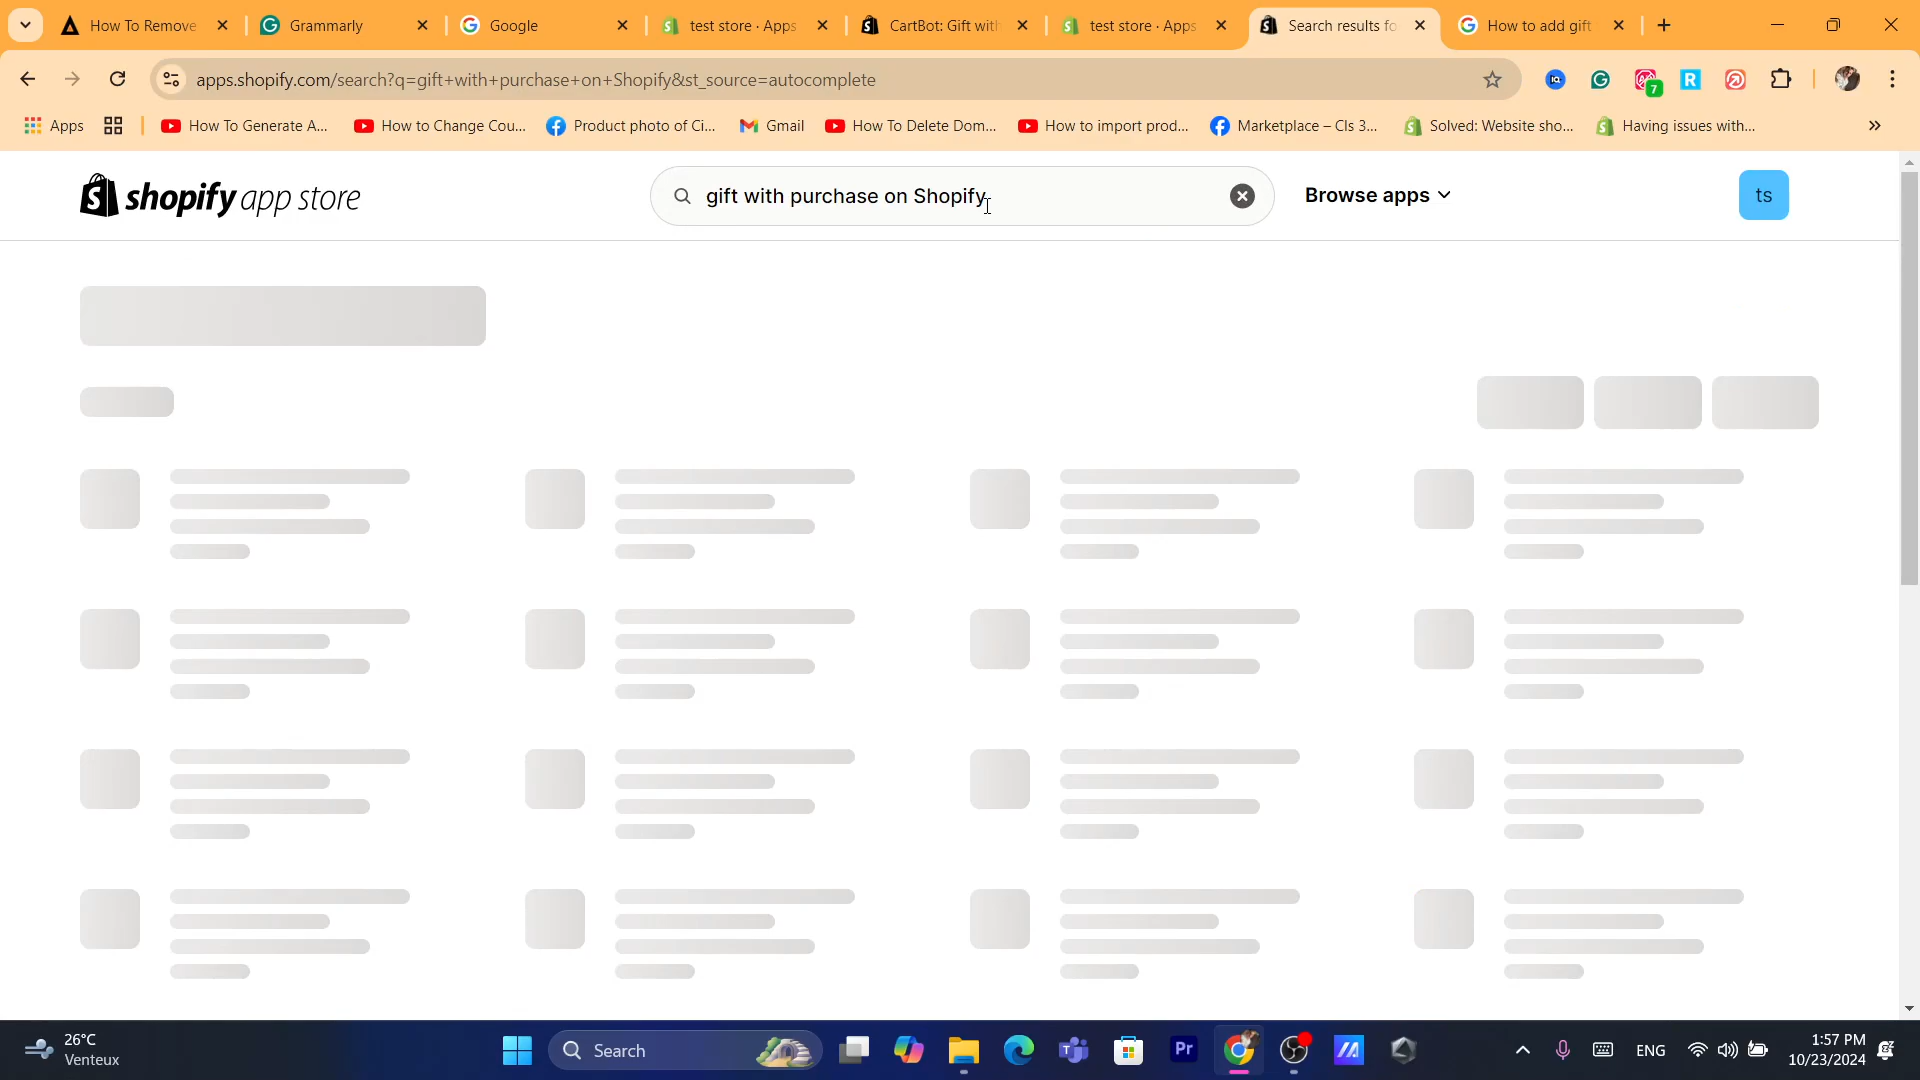 How To Remove
Grammarly
Google
test store · Apps
CartBot: Gift with
test store · Apps
Search results fo
How to add gift
apps.shopify.com/search?q=gift+with+purchase+on+Shopify&st_source=autocomplete
7
Apps
How To Generate A...
How to Change Cou...
Product photo of Ci...
Gmail
How To Delete Dom...
How to import prod...
Marketplace – Cls 3...
Solved: Website sho...
Having issues with...
shopify app store
gift with purchase on Shopify
Browse apps
ts
26°C
Venteux
Search
Pr
ENG
1:57 PM
10/23/2024